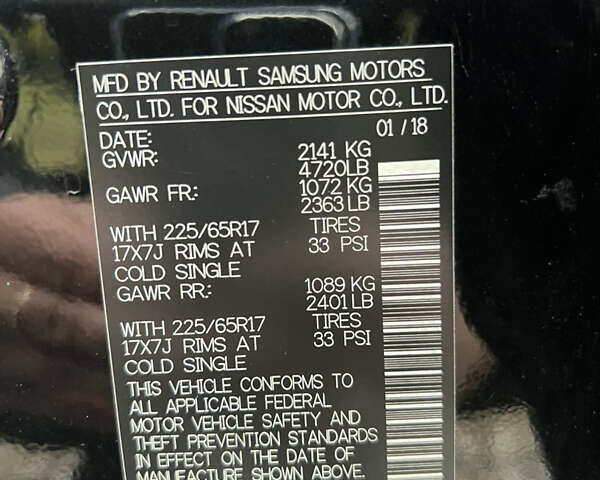 MFD BY RENAULT SAMSUNG MOTORS
CO., LTD. FOR NISSAN MOTOR CO., LTD.
DATE: 01 / 18
GVWR: 2141 KG
4720LB
GAWR FR: 1072 KG
2363 LB
WITH 225/65R17 TIRES
17X7J RIMS AT 33 PSI
COLD SINGLE
GAWR RR: 1089 KG
2401 LB
WITH 225/65R17 TIRES
17X7J RIMS AT 33 PSI
COLD SINGLE
THIS VEHICLE CONFORMS TO
ALL APPLICABLE FEDERAL
MOTOR VEHICLE SAFETY AND
THEFT PREVENTION STANDARDS
IN EFFECT ON THE DATE OF
MANUFACTURE SHOWN ABOVE.